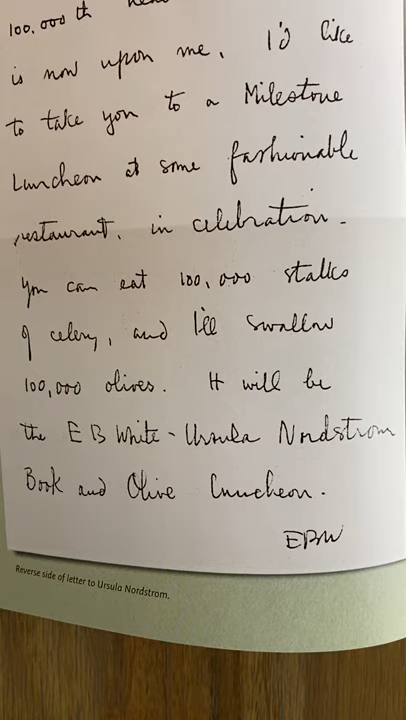 100,000th
is now upon me, I'd like
to take you to a Milestone
Luncheon at some fashionable
restaurant, in celebration.
You can eat 100,000 stalks
of celery, and I'll swallow
100,000 olives. It will be
the E B White - Ursula Nordstrom
Book and Olive Luncheon.
EBW
Reverse side of letter to Ursula Nordstrom.